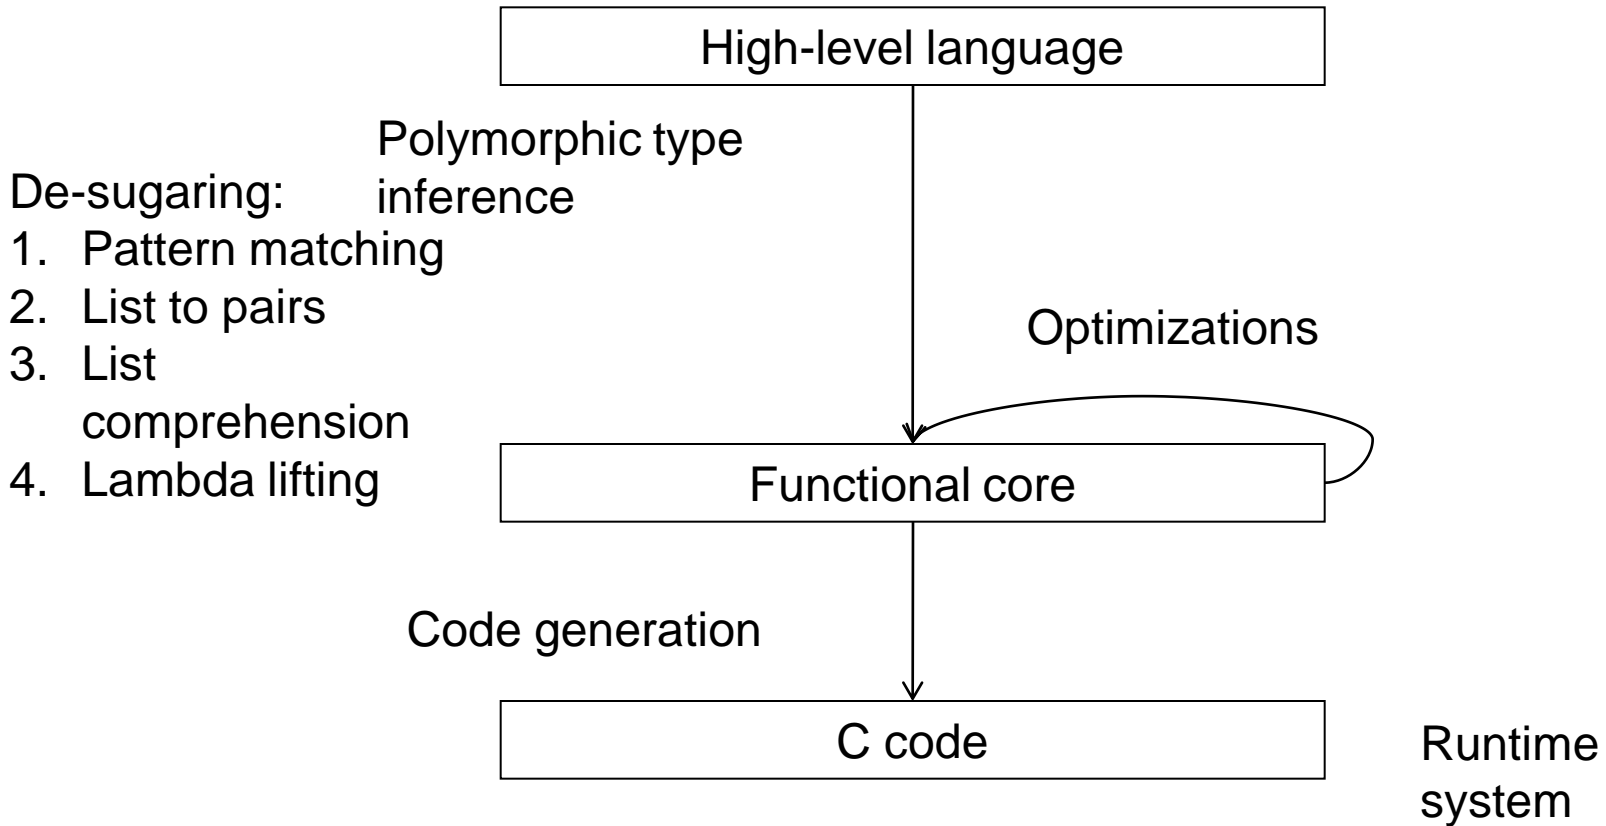 High-level language
Polymorphic type
inference
De-sugaring:
1. Pattern matching
2. List to pairs
3. List
comprehension
4. Lambda lifting
Optimizations
Functional core
Code generation
C code
Runtime
system